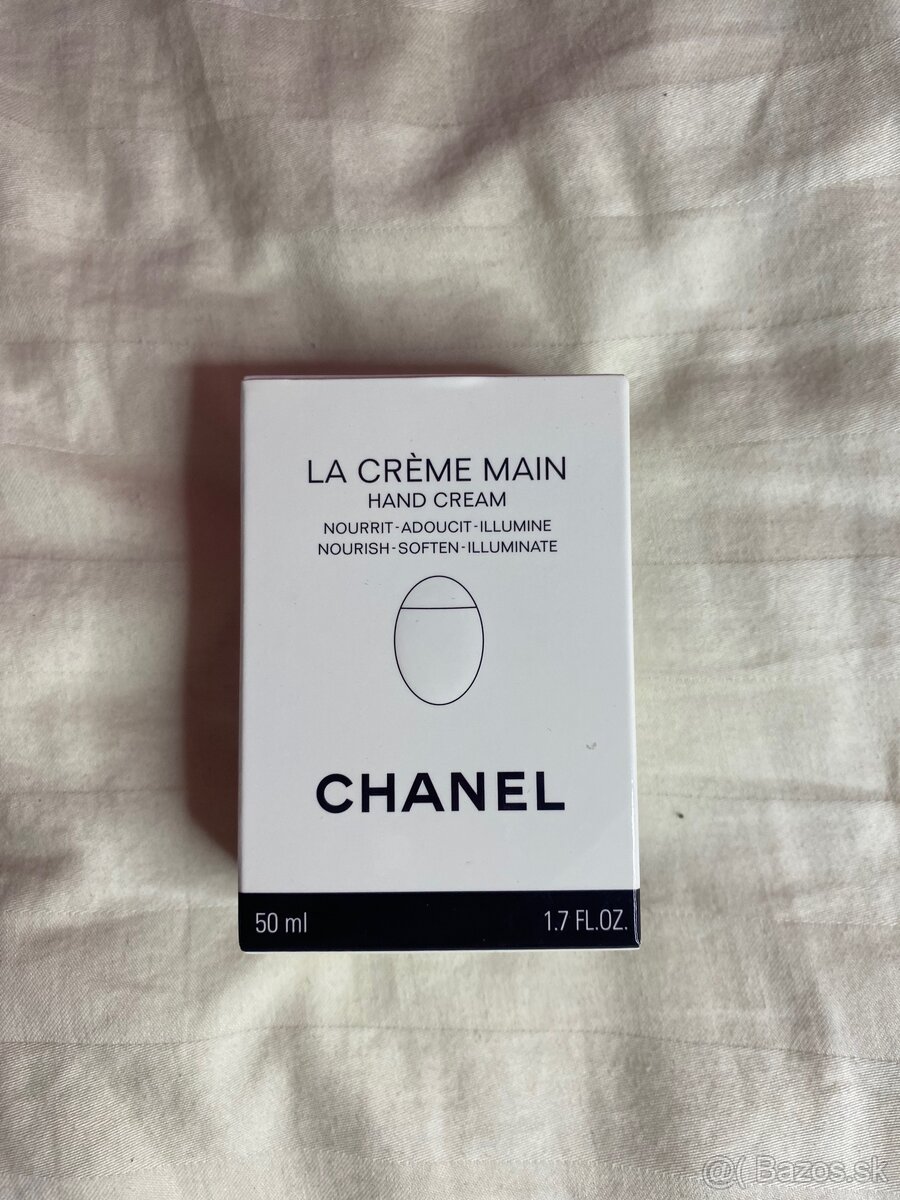 LA CRÈME MAIN
HAND CREAM
NOURRIT-ADOUCIT-ILLUMINE
NOURISH-SOFTEN-ILLUMINATE
CHANEL
50 ml 1.7 FL.OZ.
@( Bazos.sk